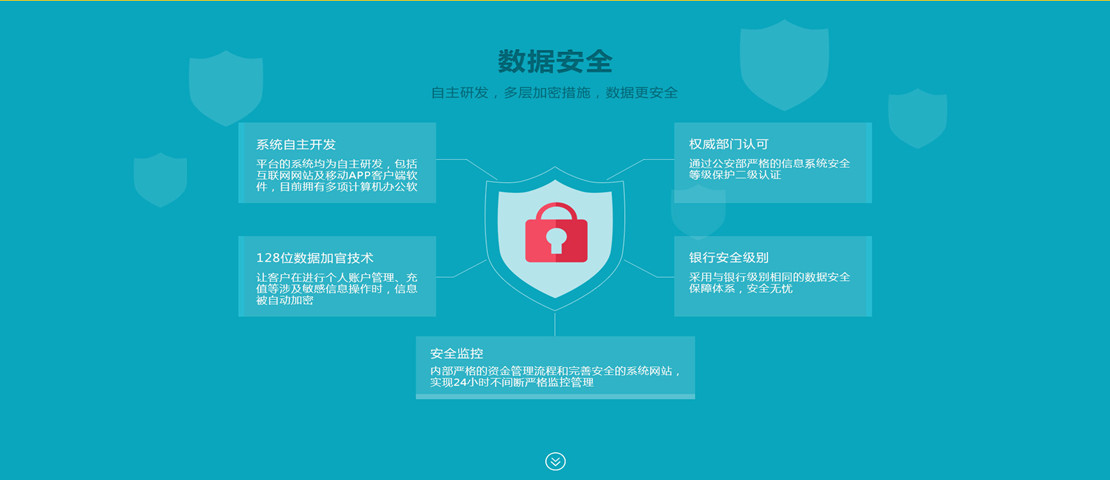 数据安全
自主研发，多层加密措施，数据更安全
系统自主开发
平台的系统均为自主研发，包括
互联网网站及移动APP客户端软
件，目前拥有多项计算机办公软
权威部门认可
通过公安部严格的信息系统安全
等级保护二级认证
128位数据加官技术
让客户在进行个人账户管理、充
值等涉及敏感信息操作时，信息
被自动加密
银行安全级别
采用与银行级别相同的数据安全
保障体系，安全无忧
安全监控
内部严格的资金管理流程和完善安全的系统网站，
实现24小时不间断严格监控管理